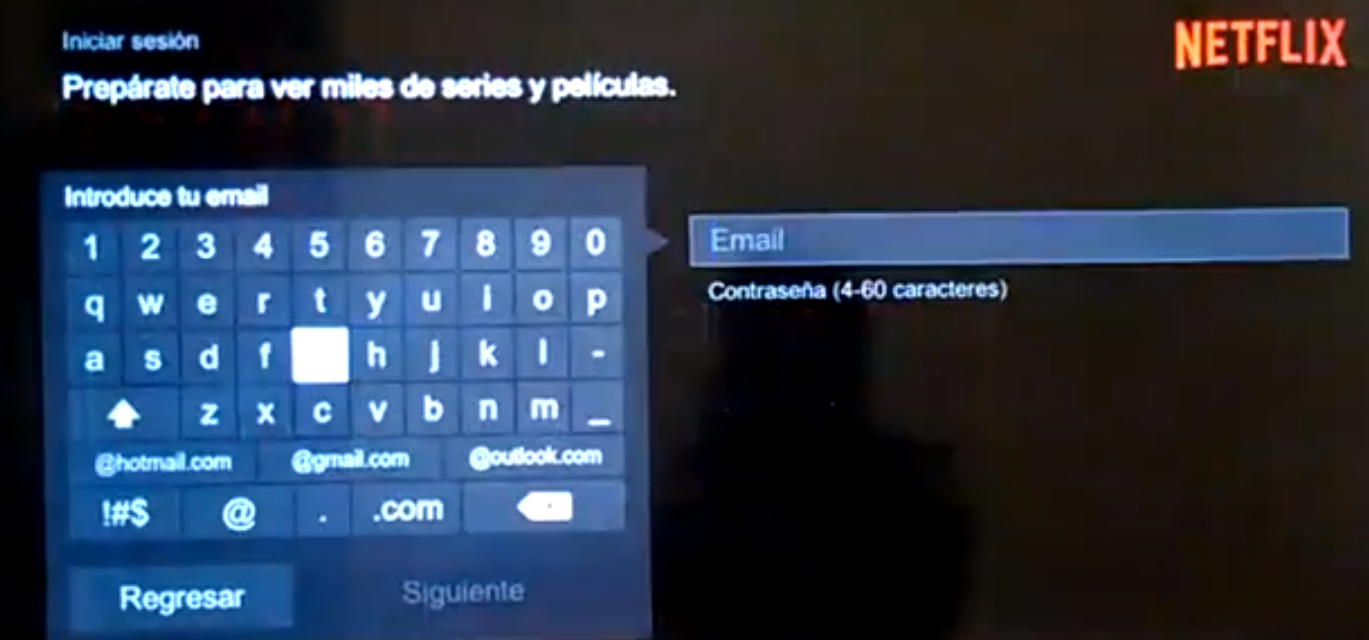 Iniciar sesión
NETFLIX
Prepárate para ver miles de series y películas.
Introduce tu email
1 2 3 4 5 6 7 8 9 0
Email
q w e r t y u i o p
Contraseña (4-60 caracteres)
a s d f h j k l -
z x c v b n m _
@hotmail.com @gmail.com @outlook.com
!#$ @ . .com
Regresar Siguiente